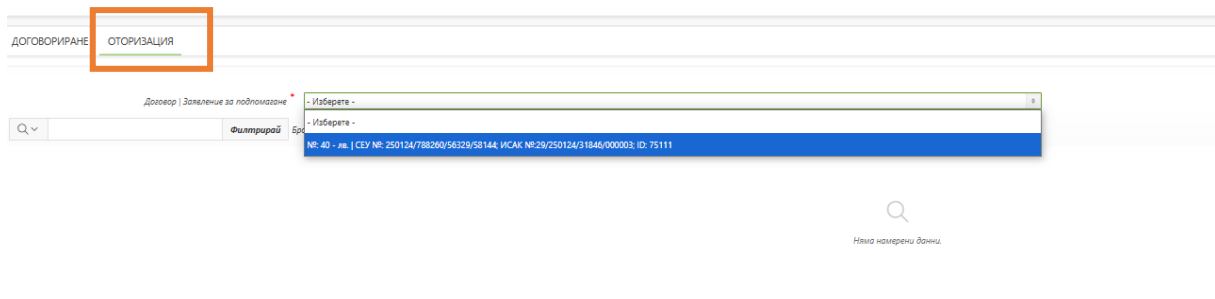 ДОГОВОРИРАНЕ ОТОРИЗАЦИЯ
Договор | Заявление за подпомагане * - Изберете -
- Изберете -
Филтрирай
№: 40 - лв. | СЕУ №: 250124/788260/56329/58144; ИСАК №:29/250124/31846/000003; ID: 75111
Няма намерени данни.